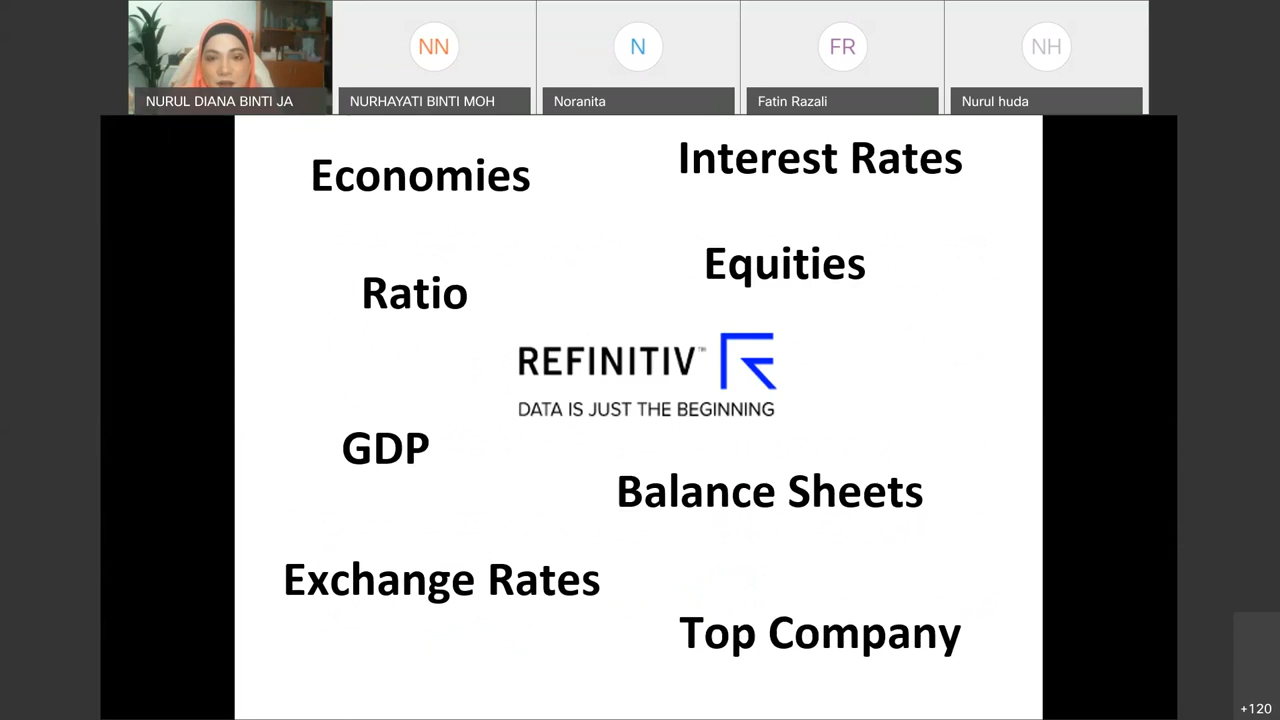 NN
N
FR
NH
NURUL DIANA BINTI JA
NURHAYATI BINTI MOH
Noranita
Fatin Razali
Nurul huda
Economies
Interest Rates
Equities
Ratio
REFINITIV™
DATA IS JUST THE BEGINNING
GDP
Balance Sheets
Exchange Rates
Top Company
+120